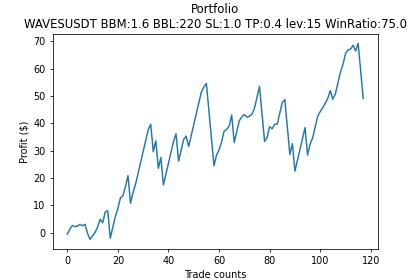 Portfolio
WAVESUSDT BBM:1.6 BBL:220 SL:1.0 TP:0.4 lev:15 WinRatio:75.0
70
60
50
40
30
20
10
0
Profit ($)
0 20 40 60 80 100 120
Trade counts